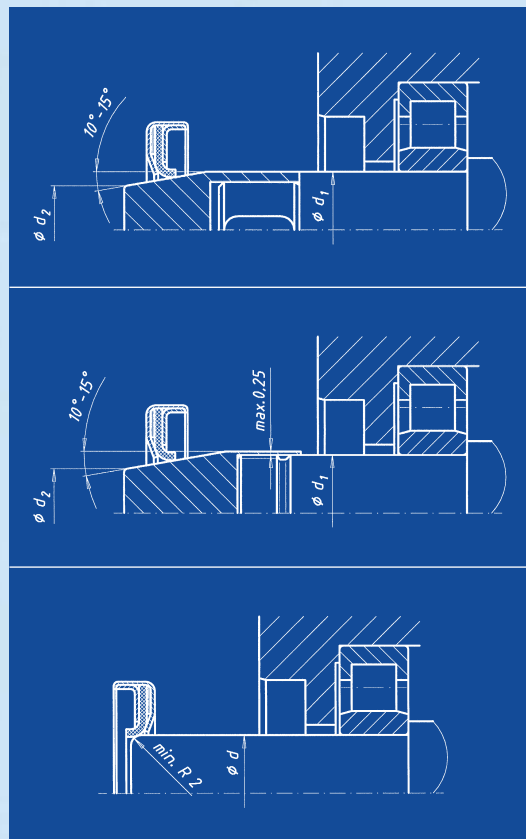 10°-15°
ø d₂
ø d₁
10°-15°
max.0,25
ø d₂
ø d₁
min. R 2
ø d